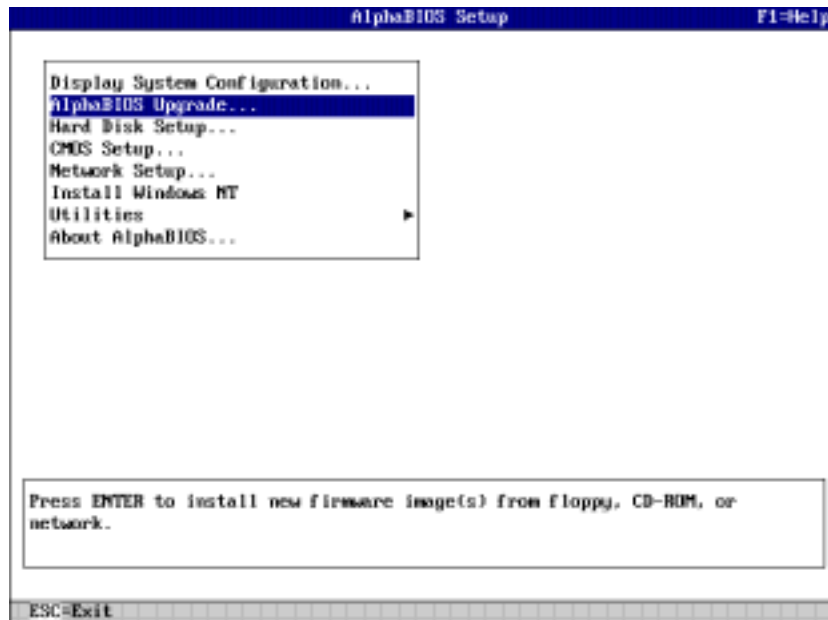 AlphaBIOS Setup F1=Help
Display System Configuration...
AlphaBIOS Upgrade...
Hard Disk Setup...
CMOS Setup...
Network Setup...
Install Windows NT
Utilities
About AlphaBIOS...
Press ENTER to install new firmware image(s) from floppy, CD-ROM, or
network.
ESC=Exit